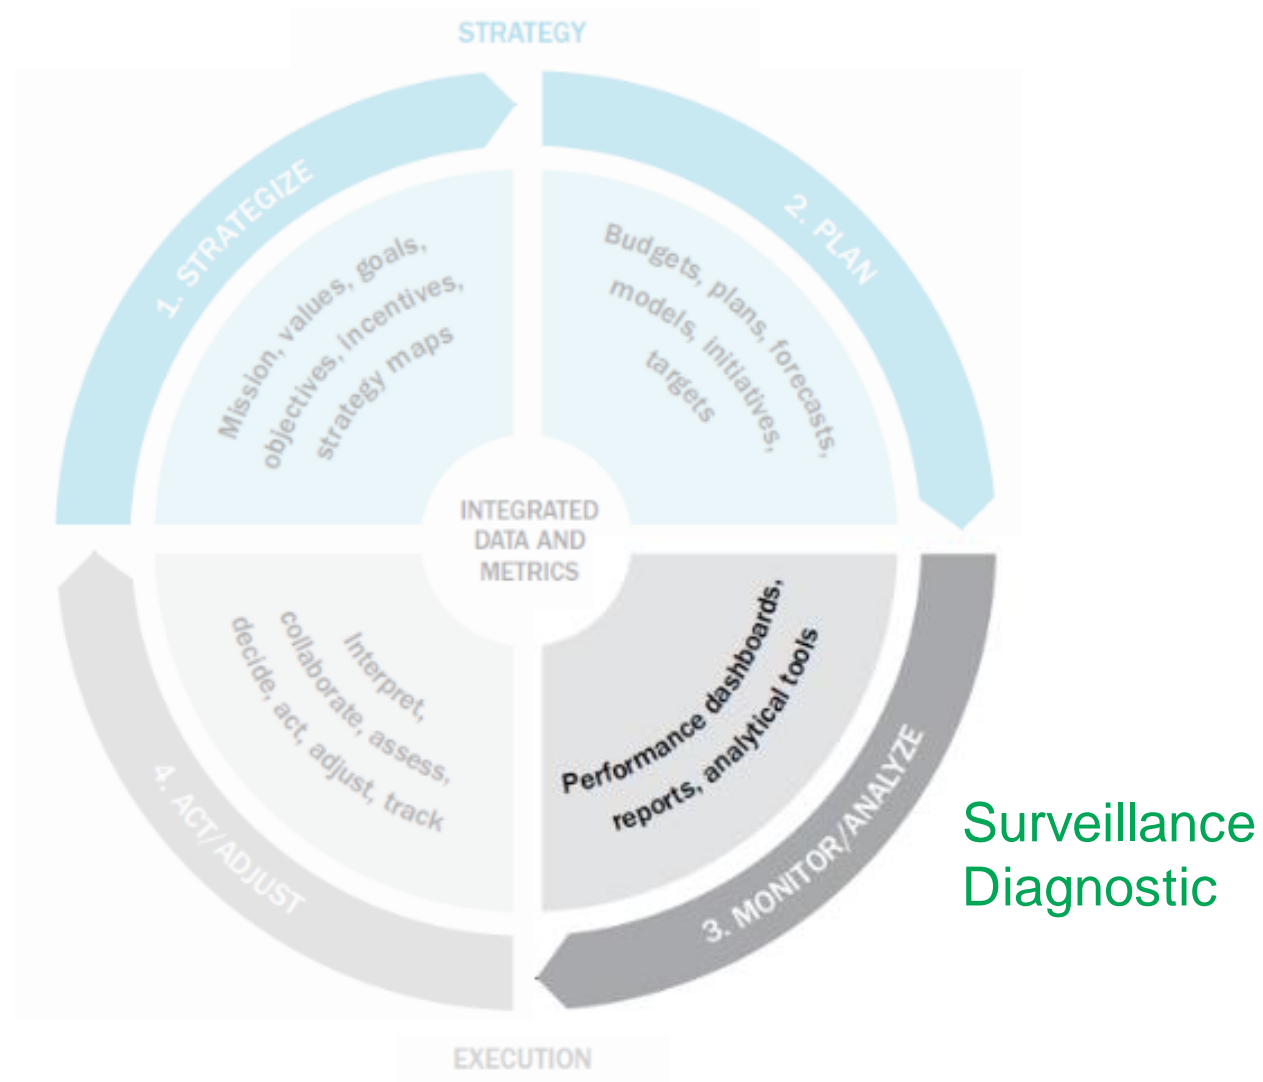 STRATEGY
1. STRATEGIZE
Mission, values, goals,
objectives, incentives,
strategy maps
2. PLAN
Budgets, plans, forecasts,
models, initiatives,
targets
INTEGRATED
DATA AND
METRICS
Interpret,
collaborate, assess,
decide, act, adjust, track
4. ACT/ADJUST
Performance dashboards,
reports, analytical tools
3. MONITOR/ANALYZE
Surveillance
Diagnostic
EXECUTION